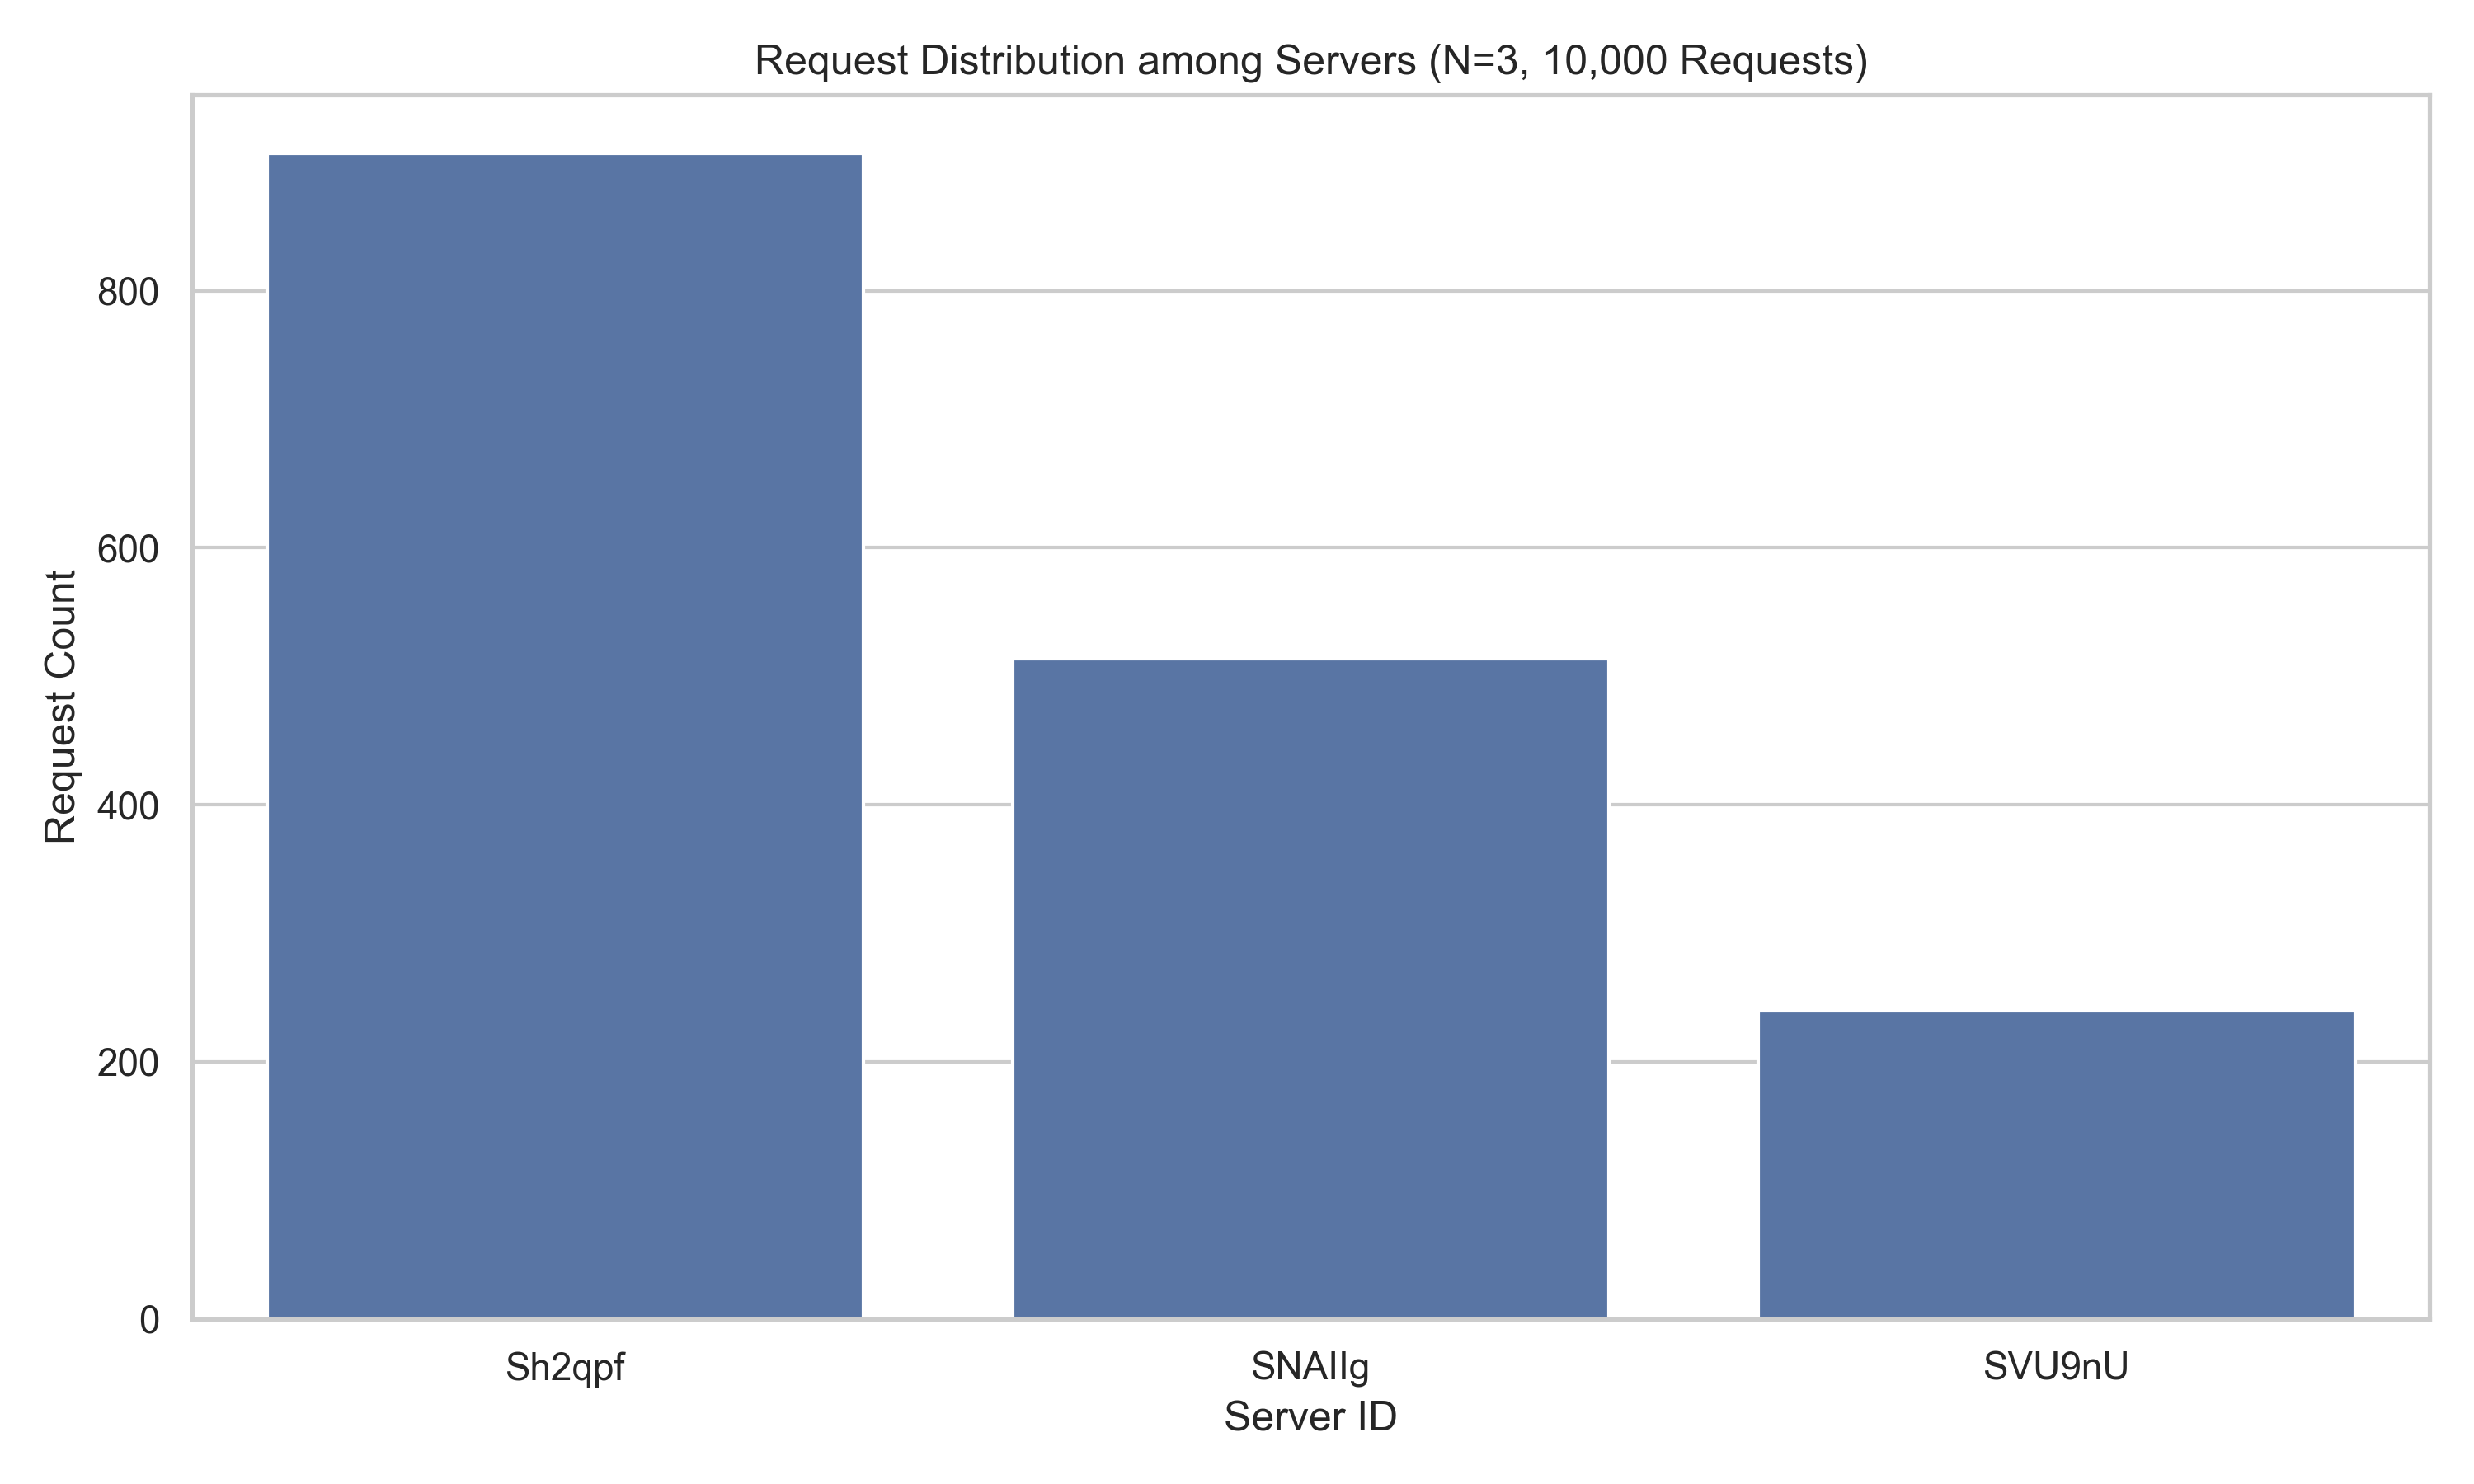 Request Distribution among Servers (N=3, 10,000 Requests)
Request Count
800
600
400
200
0
Sh2qpf SNAIIg SVU9nU
Server ID